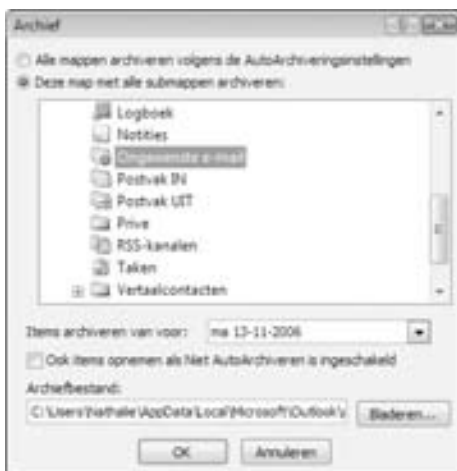 Archief
Alle mappen archiveren volgens de AutoArchiveringsinstellingen
Deze map met alle submappen archiveren:
Logboek
Notities
Ongewenste e-mail
Postvak IN
Postvak UIT
Prive
RSS-kanalen
Taken
Vertaalcontacten
Items archiveren van voor: ma 13-11-2006
Ook items opnemen als Niet AutoArchiveren is ingeschakeld
Archiefbestand:
C:\Users\Nathalie\AppData\Local\Microsoft\Outlook\ Bladeren...
OK Annuleren